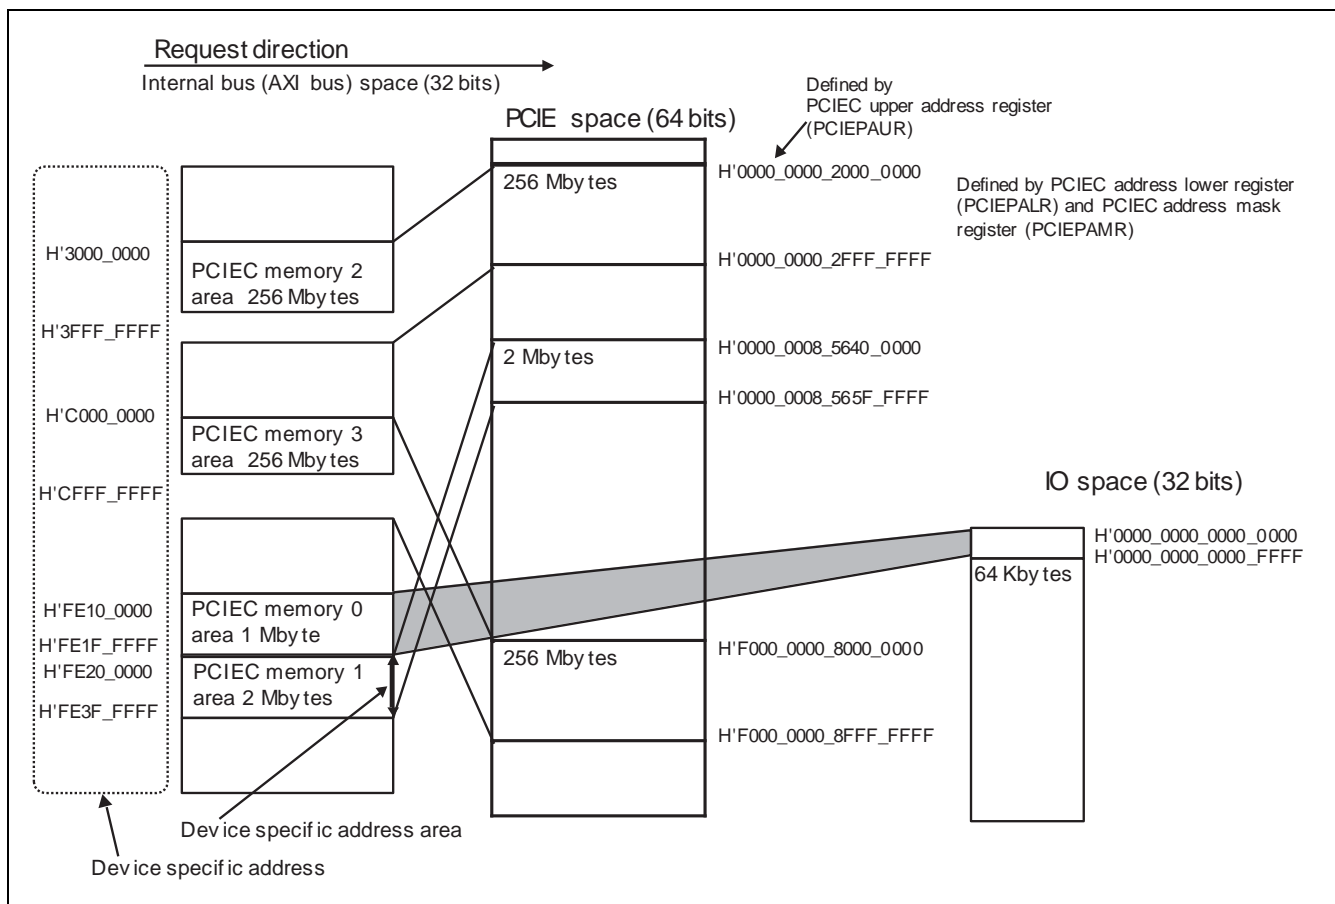 Request direction
Internal bus (AXI bus) space (32 bits)
Defined by
PCIEC upper address register
(PCIEPAUR)
PCIE space (64 bits)
H'0000_0000_2000_0000
256 Mbytes
Defined by PCIEC address lower register
(PCIEPALR) and PCIEC address mask
register (PCIEPAMR)
H'3000_0000
PCIEC memory 2
area 256 Mbytes
H'0000_0000_2FFF_FFFF
H'3FFF_FFFF
H'0000_0008_5640_0000
2 Mbytes
H'0000_0008_565F_FFFF
H'C000_0000
PCIEC memory 3
area 256 Mbytes
H'CFFF_FFFF
IO space (32 bits)
H'0000_0000_0000_0000
H'0000_0000_0000_FFFF
64 Kbytes
H'FE10_0000
PCIEC memory 0
area 1 Mbyte
H'FE1F_FFFF
H'FE20_0000
PCIEC memory 1
area 2 Mbytes
H'FE3F_FFFF
256 Mbytes
H'F000_0000_8000_0000
H'F000_0000_8FFF_FFFF
Device specific address area
Device specific address